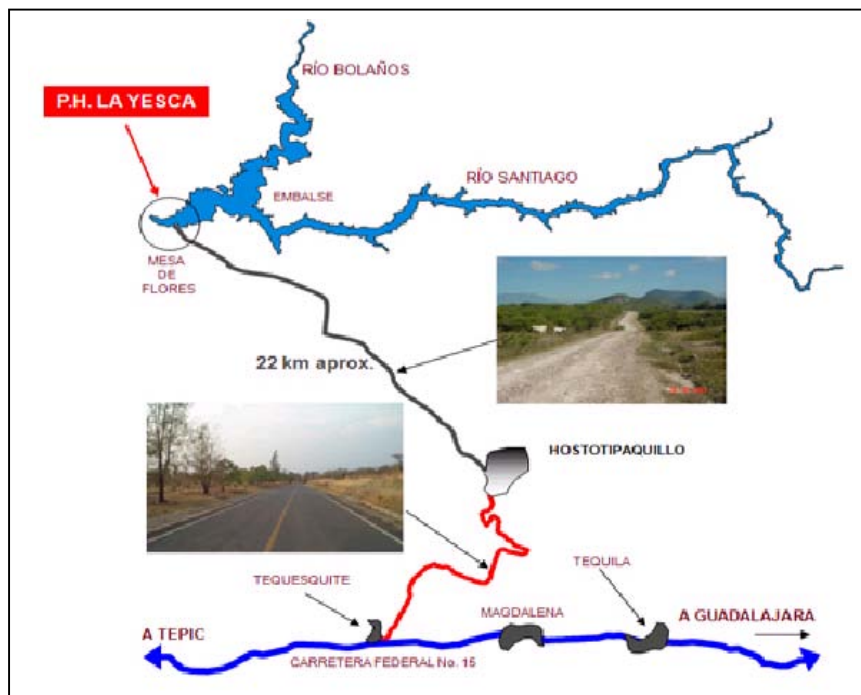 RÍO BOLAÑOS
P.H. LA YESCA
RÍO SANTIAGO
EMBALSE
MESA
DE
FLORES
22 km aprox.
HOSTOTIPAQUILLO
TEQUESQUITE
TEQUILA
MAGDALENA
A TEPIC
A GUADALAJARA
CARRETERA FEDERAL No. 15